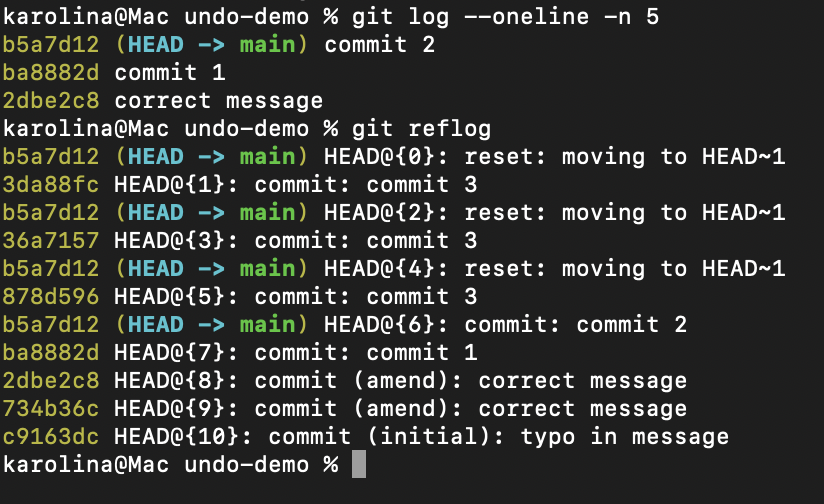 karolina@Mac undo-demo % git log --oneline -n 5
b5a7d12 (HEAD -> main) commit 2
ba8882d commit 1
2dbe2c8 correct message
karolina@Mac undo-demo % git reflog
b5a7d12 (HEAD -> main) HEAD@{0}: reset: moving to HEAD~1
3da88fc HEAD@{1}: commit: commit 3
b5a7d12 (HEAD -> main) HEAD@{2}: reset: moving to HEAD~1
36a7157 HEAD@{3}: commit: commit 3
b5a7d12 (HEAD -> main) HEAD@{4}: reset: moving to HEAD~1
878d596 HEAD@{5}: commit: commit 3
b5a7d12 (HEAD -> main) HEAD@{6}: commit: commit 2
ba8882d HEAD@{7}: commit: commit 1
2dbe2c8 HEAD@{8}: commit (amend): correct message
734b36c HEAD@{9}: commit (amend): correct message
c9163dc HEAD@{10}: commit (initial): typo in message
karolina@Mac undo-demo %